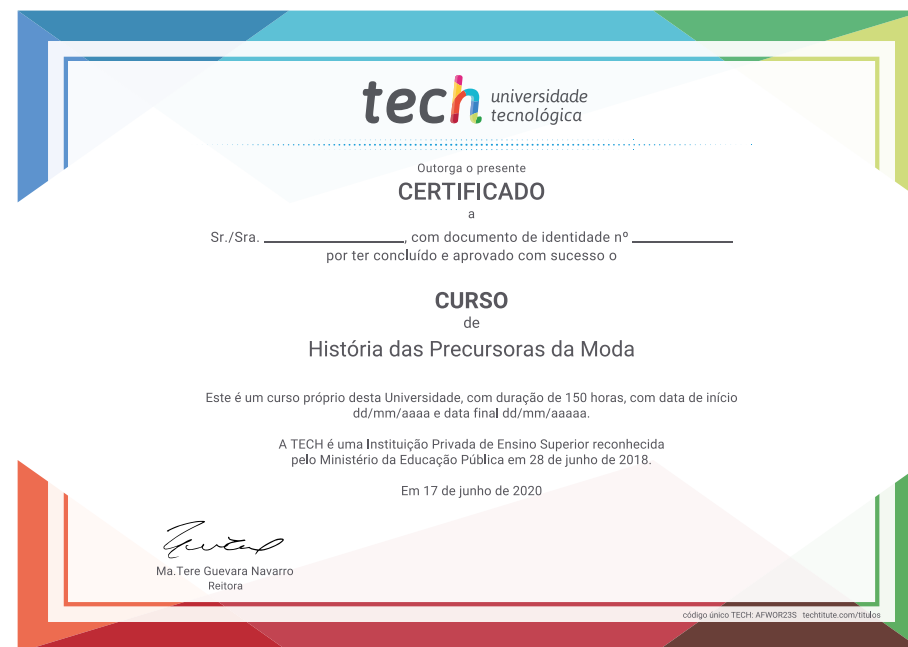 tech universidade
tecnológica
Outorga o presente
CERTIFICADO
a
Sr./Sra. , com documento de identidade nº
por ter concluído e aprovado com sucesso o
CURSO
de
História das Precursoras da Moda
Este é um curso próprio desta Universidade, com duração de 150 horas, com data de início
dd/mm/aaaa e data final dd/mm/aaaaa.
A TECH é uma Instituição Privada de Ensino Superior reconhecida
pelo Ministério da Educação Pública em 28 de junho de 2018.
Em 17 de junho de 2020
Ma.Tere Guevara Navarro
Reitora
código único TECH: AFWOR23S techtitute.com/titulos